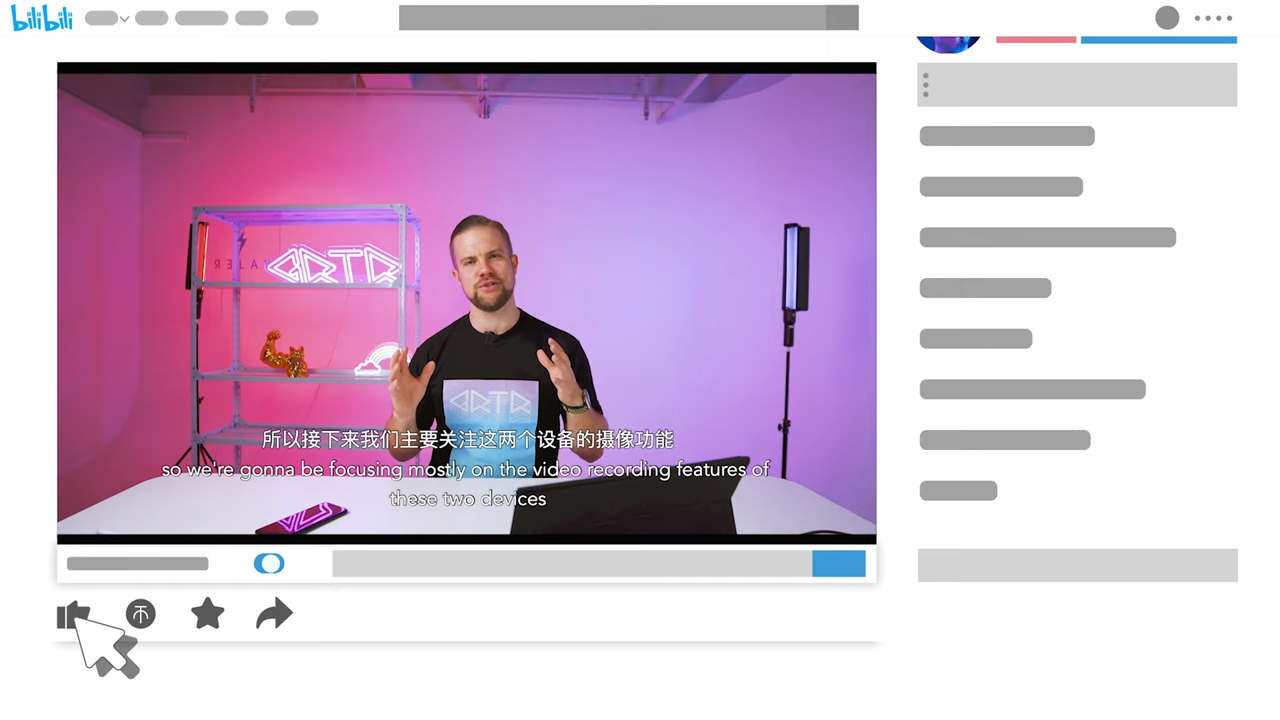 bilibili
所以接下来我们主要关注这两个设备的摄像功能
so we're gonna be focusing mostly on the video recording features of
these two devices